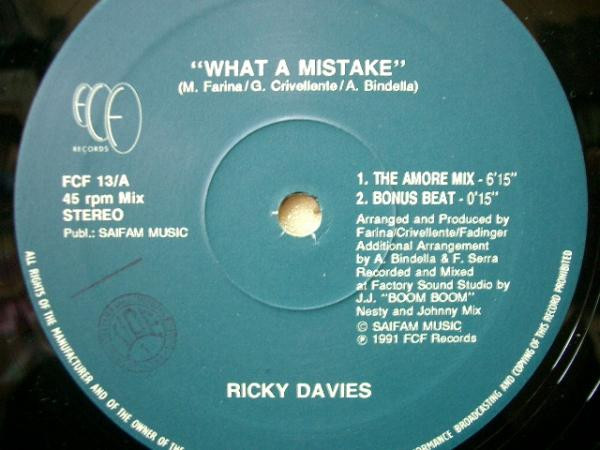 "WHAT A MISTAKE"
(M. Farina/G. Crivellente/A. Bindella)
FCF
RECORDS
FCF 13/A
45 rpm Mix
STEREO
Publ.: SAIFAM MUSIC
1. THE AMORE MIX - 6'15"
2. BONUS BEAT - 0'15"
Arranged and Produced by
Farina/Crivellente/Fadinger
Additional Arrangement
by A. Bindella & F. Serra
Recorded and Mixed
at Factory Sound Studio by
J.J. "BOOM BOOM"
Nesty and Johnny Mix
© SAIFAM MUSIC
℗ 1991 FCF Records
RICKY DAVIES
ALL RIGHTS OF THE MANUFACTURER AND OF THE OWNER OF THE
PERFORMANCE BROADCASTING AND COPYING OF THIS RECORD PROHIBITED